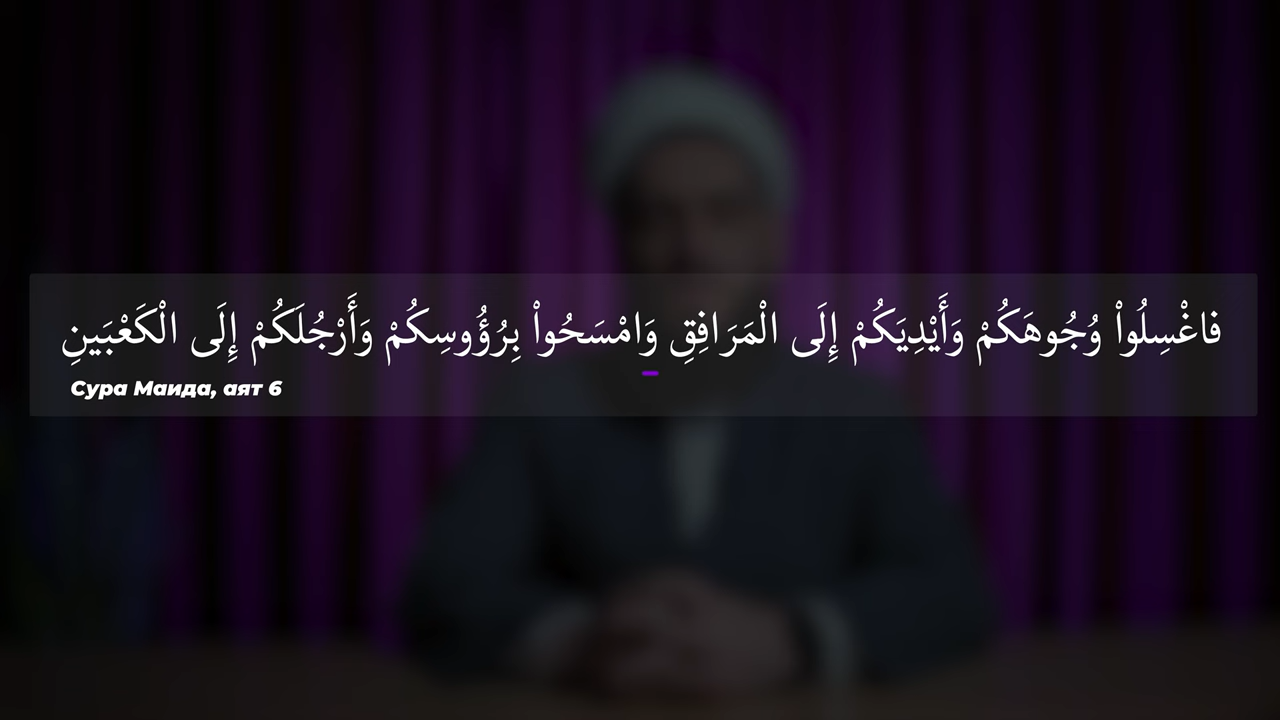 فاغْسِلُواْ وُجُوهَكُمْ وَأَيْدِيَكُمْ إِلَى الْمَرَافِقِ وَامْسَحُواْ بِرُؤُوسِكُمْ وَأَرْجُلَكُمْ إِلَى الْكَعْبَينِ
Сура Маида, аят 6